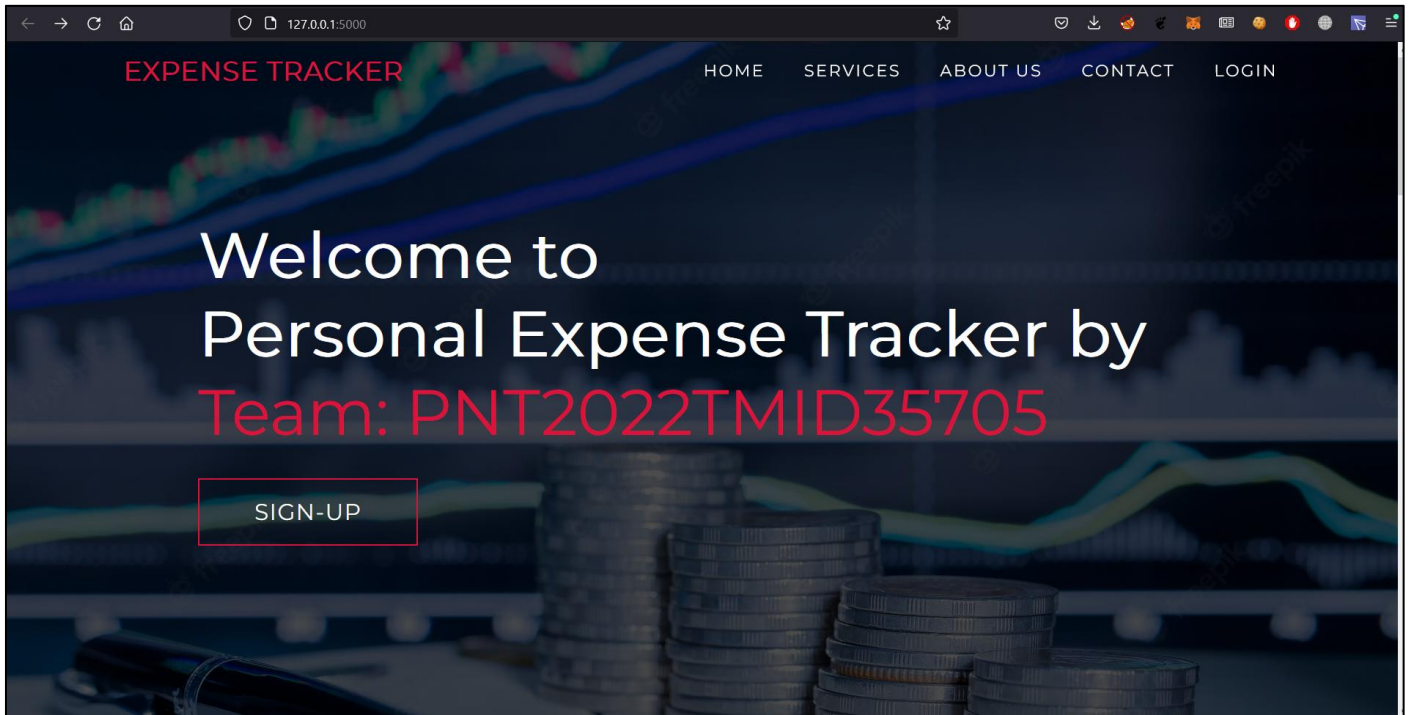 127.0.0.1:5000
EXPENSE TRACKER
HOME SERVICES ABOUT US CONTACT LOGIN
Welcome to
Personal Expense Tracker by
Team: PNT2022TMID35705
SIGN-UP
freepik